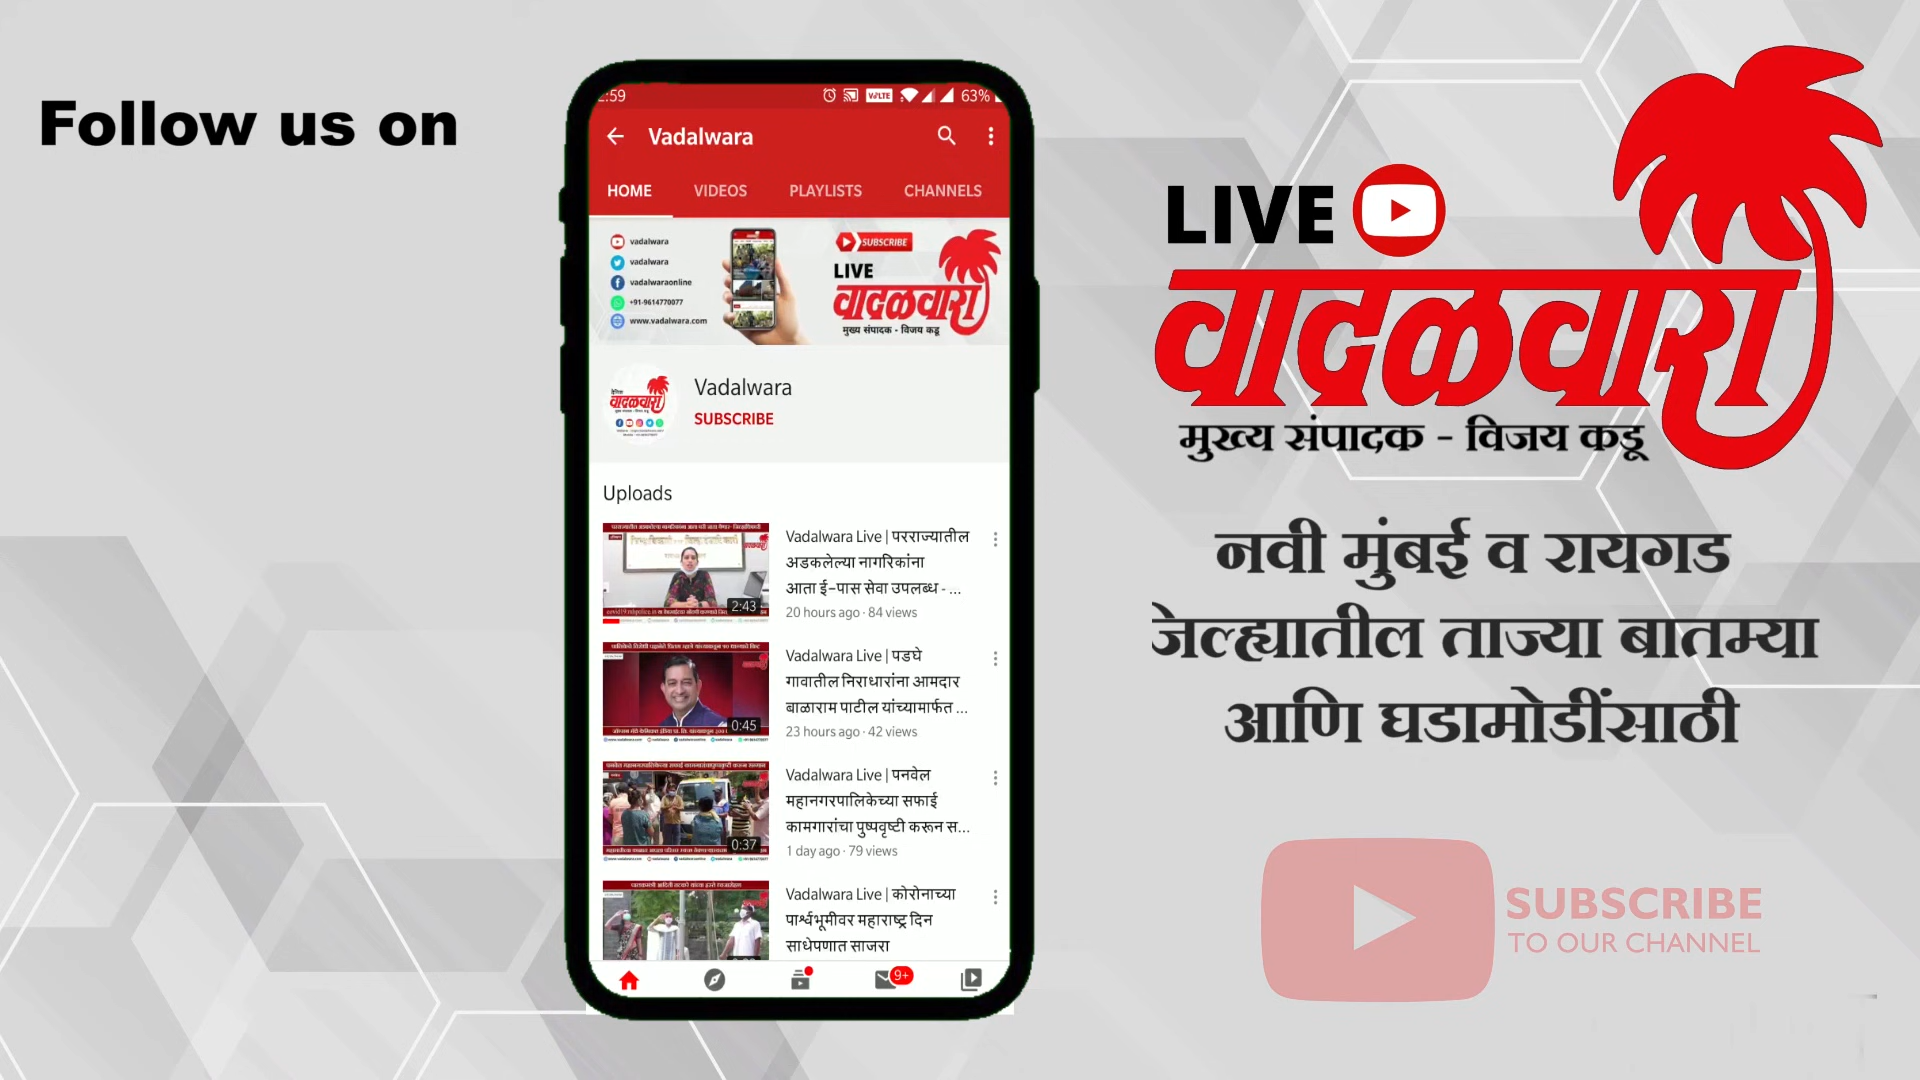 Follow us on
:59
VoLTE
63%
Vadalwara
HOME
VIDEOS
PLAYLISTS
CHANNELS
vadalwara
vadalwara
vadalwaraonline
+91-9614770077
www.vadalwara.com
SUBSCRIBE
LIVE
वादळवारा
मुख्य संपादक - विजय कडू
वादळवारा
Vadalwara
SUBSCRIBE
Uploads
Vadalwara Live | परराज्यातील
अडकलेल्या नागरिकांना
आता ई-पास सेवा उपलब्ध - ...
20 hours ago · 84 views
2:43
Vadalwara Live | पडघे
गावातील निराधारांना आमदार
बाळाराम पाटील यांच्यामार्फत ...
23 hours ago · 42 views
0:45
Vadalwara Live | पनवेल
महानगरपालिकेच्या सफाई
कामगारांचा पुष्पवृष्टी करून स...
1 day ago · 79 views
0:37
Vadalwara Live | कोरोनाच्या
पार्श्वभूमीवर महाराष्ट्र दिन
साधेपणात साजरा
9+
LIVE
वादळवारा
मुख्य संपादक - विजय कडू
नवी मुंबई व रायगड
जिल्ह्यातील ताज्या बातम्या
आणि घडामोडींसाठी
SUBSCRIBE
TO OUR CHANNEL